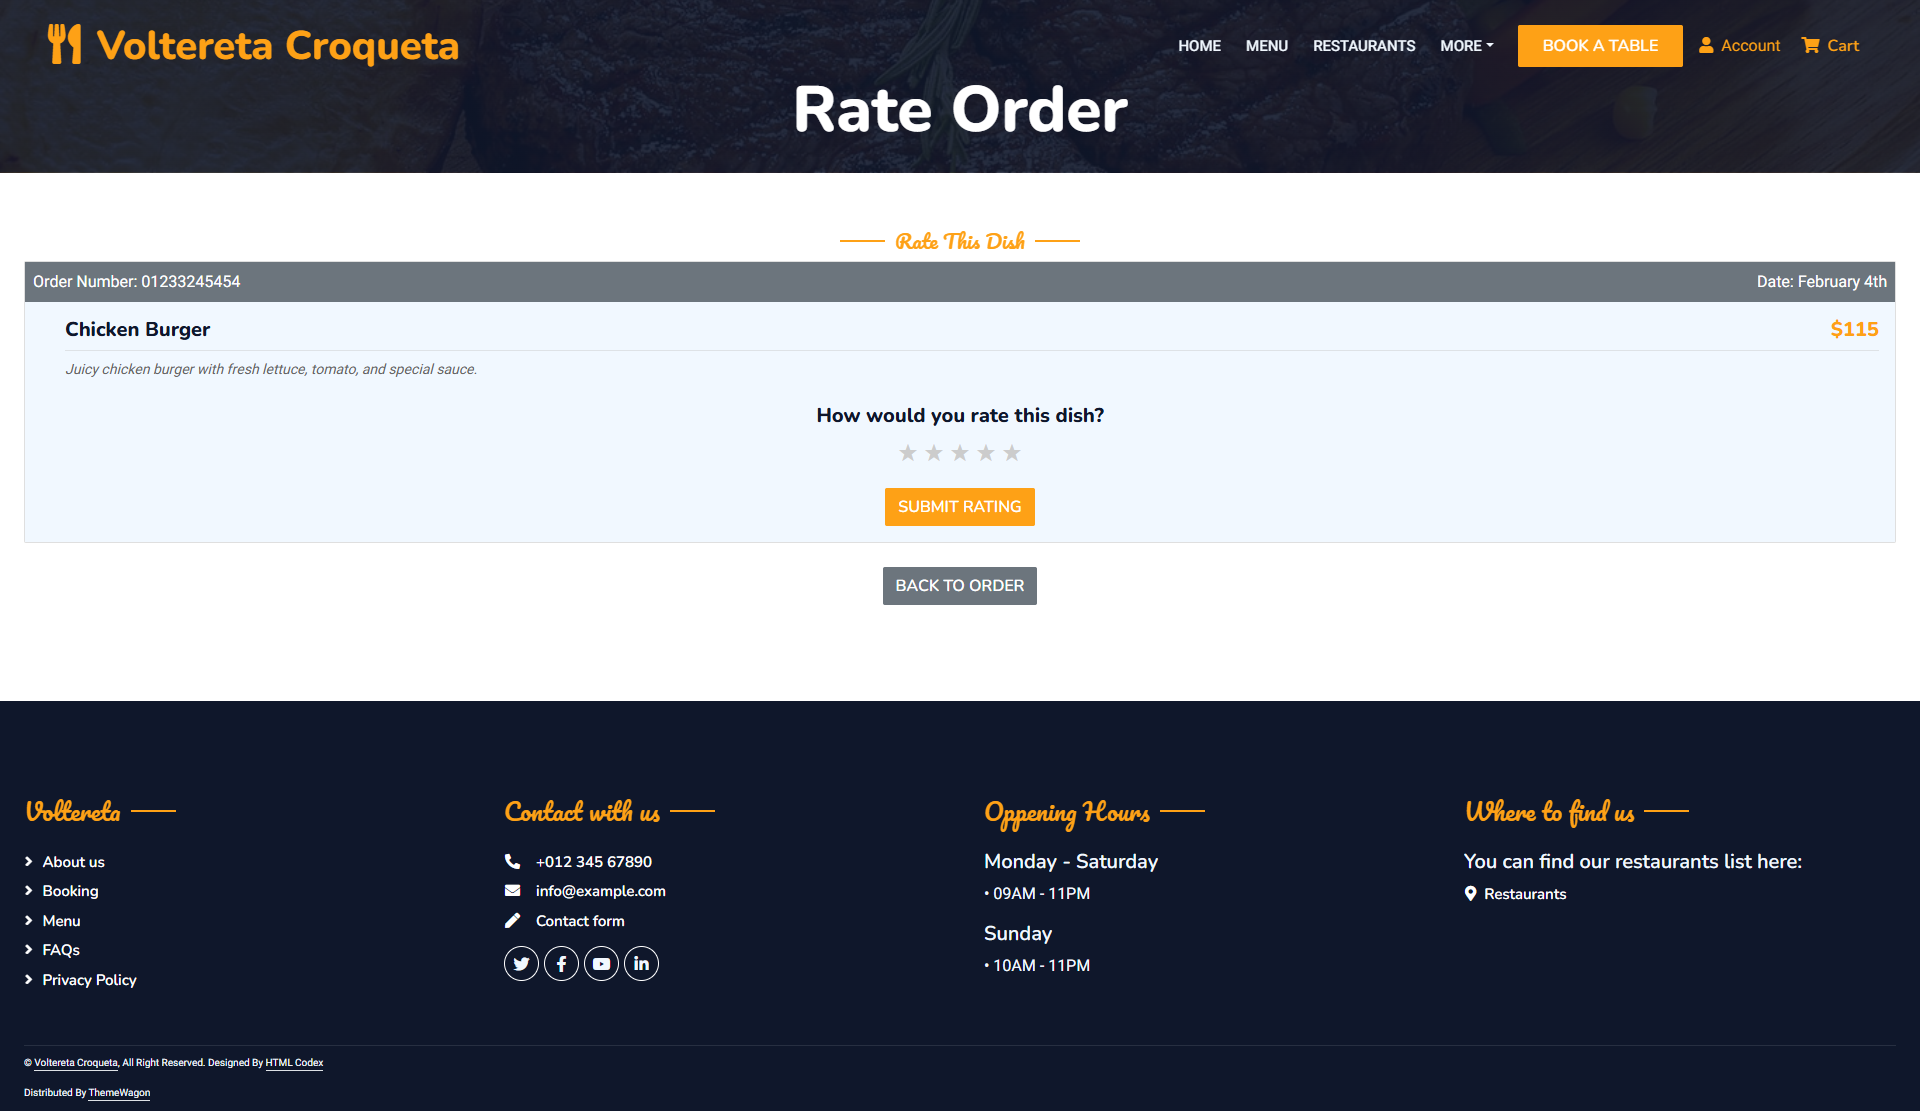 Voltereta Croqueta
HOME MENU RESTAURANTS MORE BOOK A TABLE Account Cart
Rate Order
Rate This Dish
Order Number: 01233245454 Date: February 4th
Chicken Burger $115
Juicy chicken burger with fresh lettuce, tomato, and special sauce.
How would you rate this dish?
★ ★ ★ ★ ★
SUBMIT RATING
BACK TO ORDER
Voltereta
About us
Booking
Menu
FAQs
Privacy Policy
Contact with us
+012 345 67890
info@example.com
Contact form
Oppening Hours
Monday - Saturday
• 09AM - 11PM
Sunday
• 10AM - 11PM
Where to find us
You can find our restaurants list here:
Restaurants
© Voltereta Croqueta, All Right Reserved. Designed By HTML Codex
Distributed By ThemeWagon